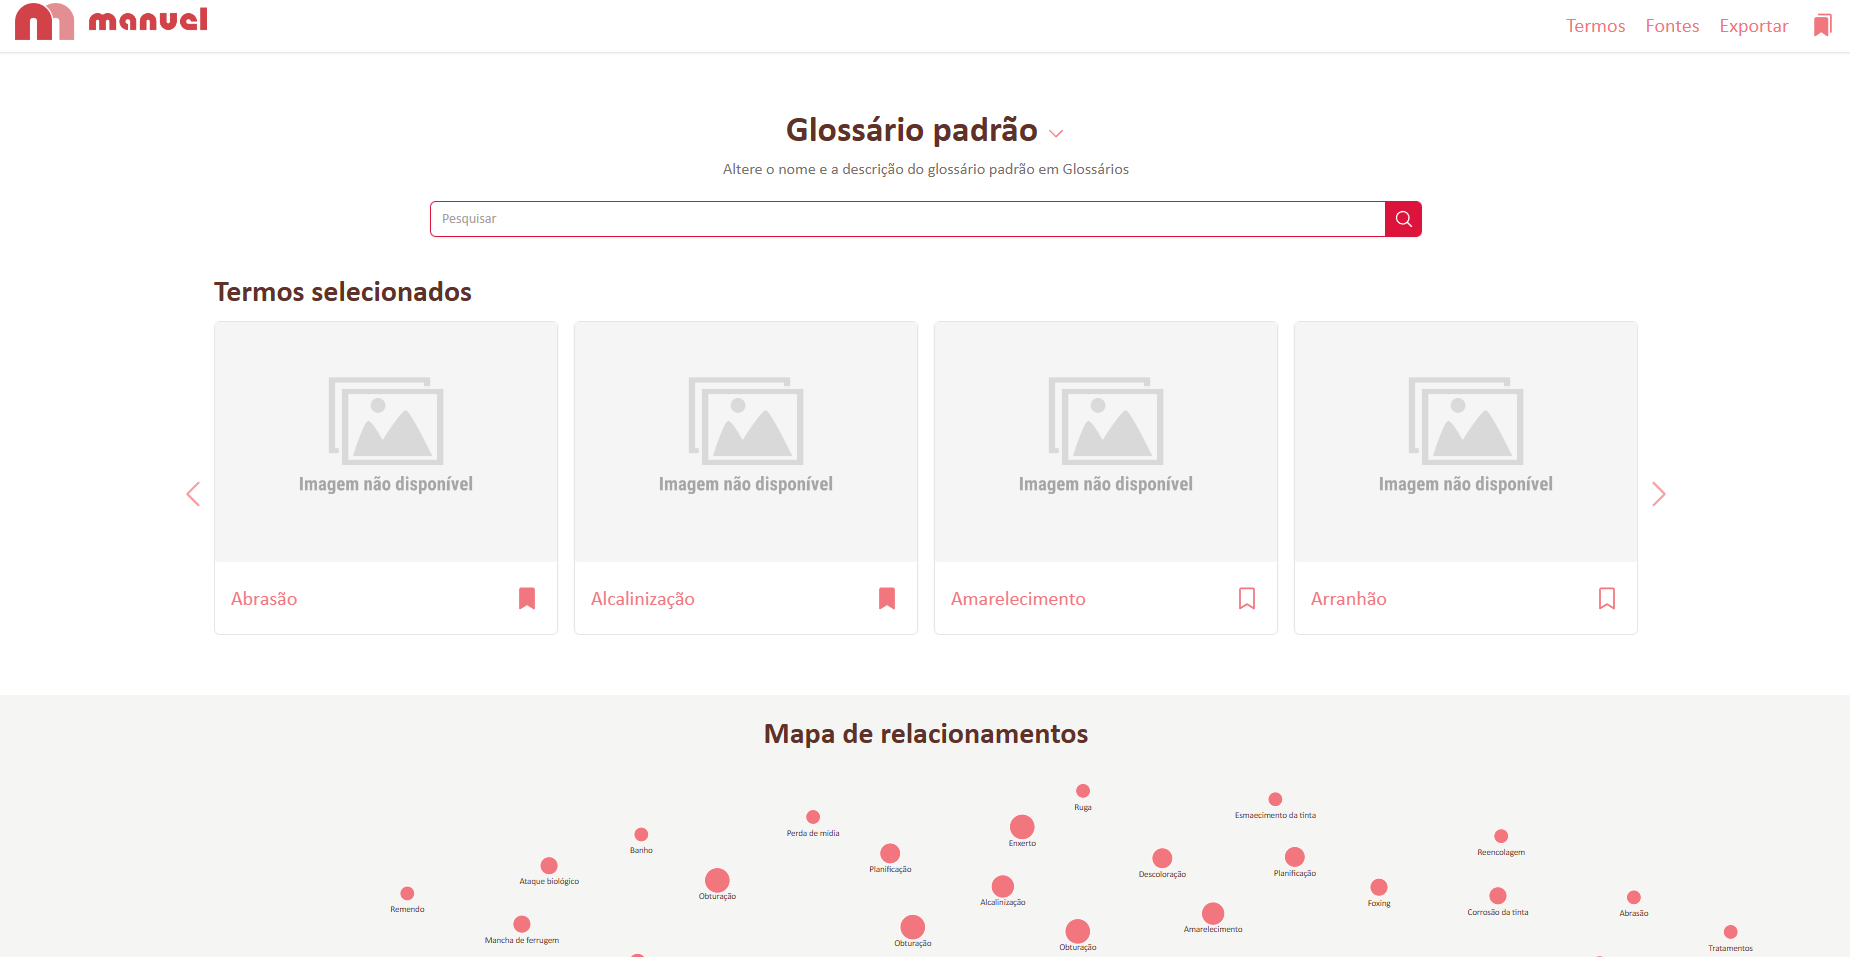 manuel
Termos Fontes Exportar
Glossário padrão
Altere o nome e a descrição do glossário padrão em Glossários
Pesquisar
Termos selecionados
Imagem não disponível
Imagem não disponível
Imagem não disponível
Imagem não disponível
Abrasão
Alcalinização
Amarelecimento
Arranhão
Mapa de relacionamentos
Ruga
Esmaecimento da tinta
Perda de mídia
Enxerto
Banho
Reencolagem
Planificação
Descoloração
Planificação
Ataque biológico
Obturação
Alcalinização
Foxing
Remendo
Corrosão da tinta
Abrasão
Amarelecimento
Mancha de ferrugem
Obturação
Obturação
Tratamentos